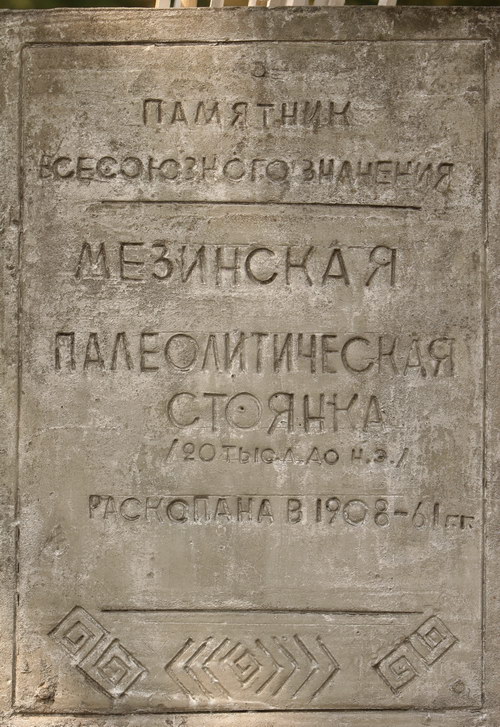 ПАМЯТНИК
ВСЕСОЮЗНОГО ЗНАЧЕНИЯ
МЕЗИНСКАЯ
ПАЛЕОЛИТИЧЕСКАЯ
СТОЯНКА
/20 ТЫС.Л. ДО Н.Э./
РАСКОПАНА В 1908-61 гг.